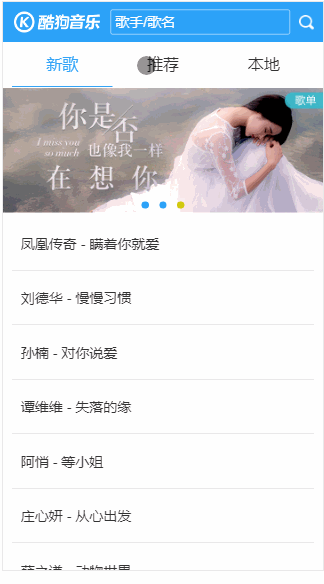 酷狗音乐 歌手/歌名
新歌 推荐 本地
歌单
你是否
I miss you
so much
也像我一样
在想你
凤凰传奇 - 瞒着你就爱
刘德华 - 慢慢习惯
孙楠 - 对你说爱
谭维维 - 失落的缘
阿悄 - 等小姐
庄心妍 - 从心出发